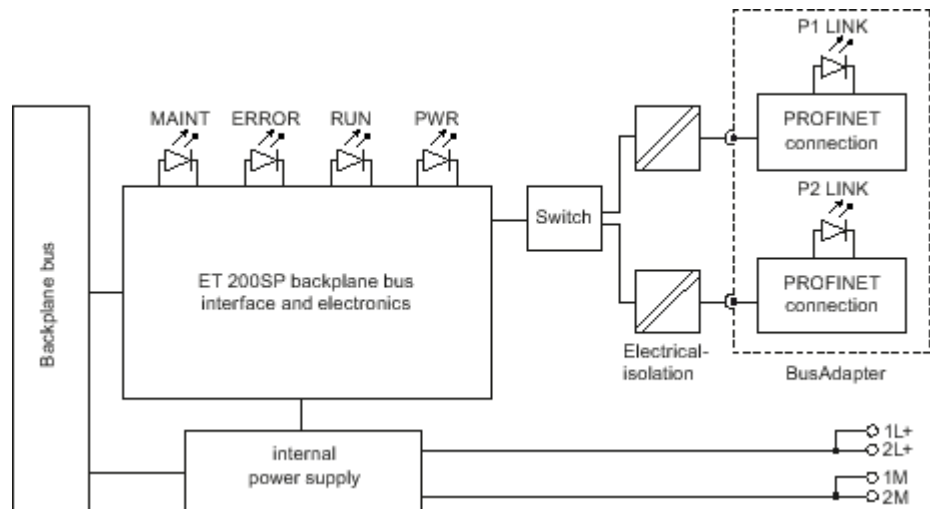 P1 LINK
MAINT ERROR RUN PWR
PROFINET
connection
P2 LINK
Switch
Backplane bus
ET 200SP backplane bus
interface and electronics
PROFINET
connection
Electrical-
isolation
BusAdapter
internal
power supply
1L+
2L+
1M
2M